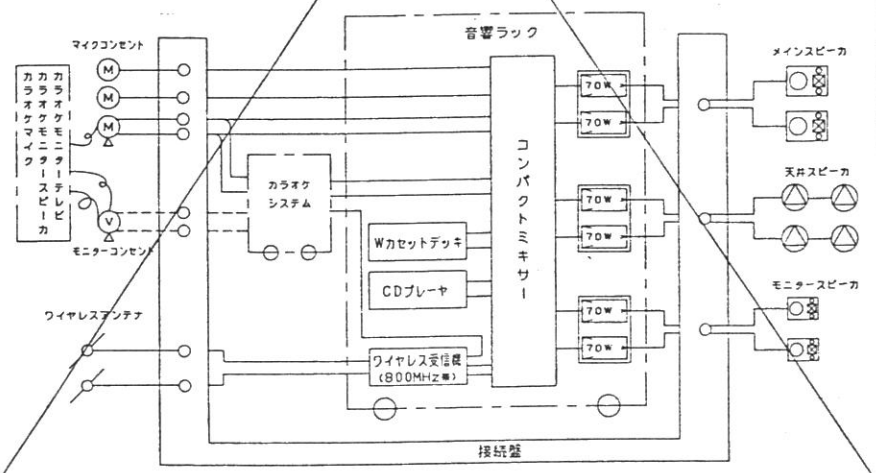 音響ラック
マイクコンセント
メインスピーカ
M
M
M
V
カラオケモニターテレビ
カラオケモニタースピーカ
カラオケマイク
モニターコンセント
カラオケ
システム
Wカセットデッキ
CDプレーヤ
ワイヤレスアンテナ
ワイヤレス受信機
(800MHz帯)
コンパクトミキサー
70W
70W
70W
70W
70W
70W
天井スピーカ
モニタースピーカ
接続盤